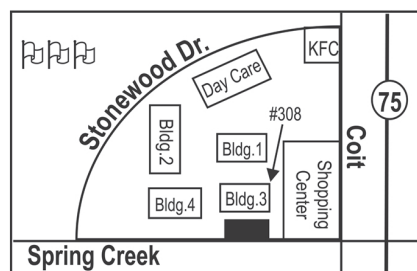 Stonewood Dr.
KFC
Day Care
75
#308
Coit
Bldg.2
Bldg.1
Shopping
Center
Bldg.4
Bldg.3
Spring Creek